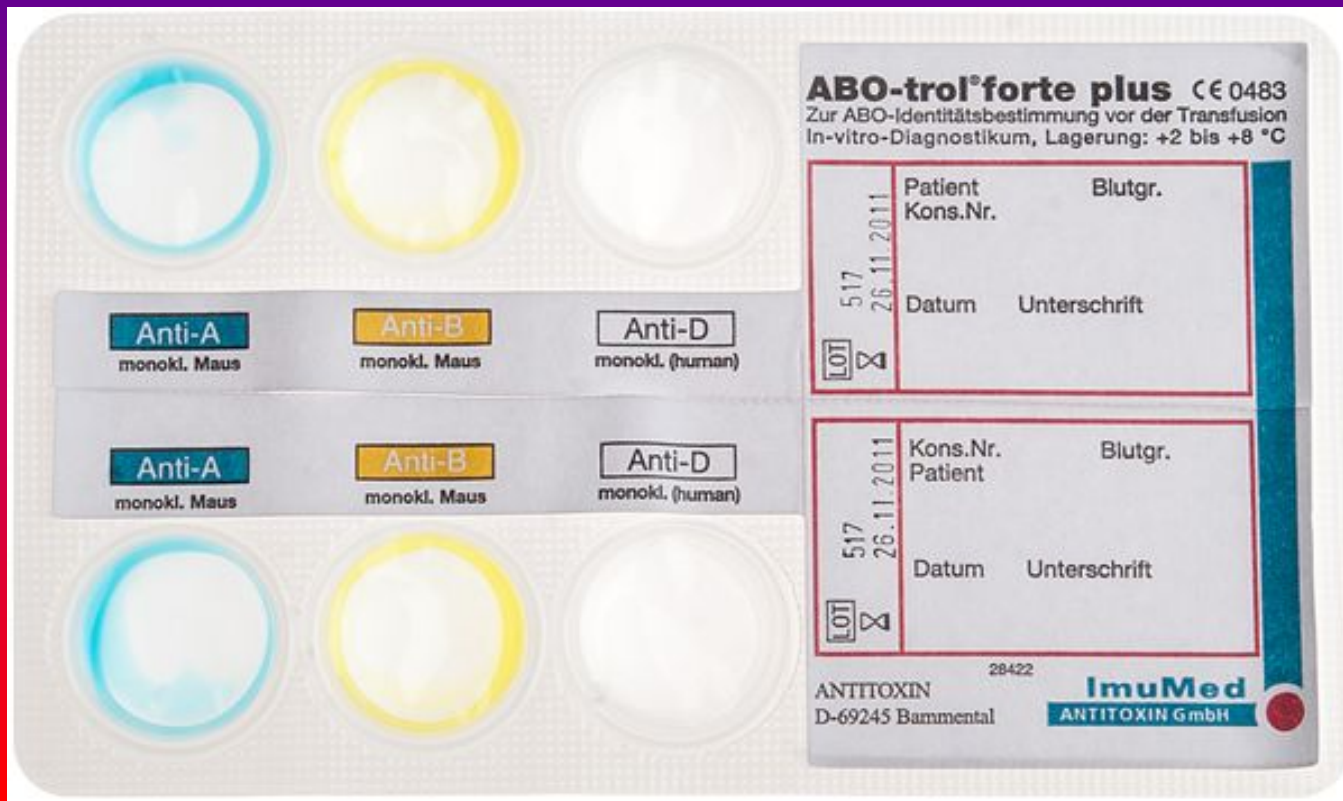 ABO-trol®forte plus CE 0483
Zur ABO-Identitätsbestimmung vor der Transfusion
In-vitro-Diagnostikum, Lagerung: +2 bis +8 °C
Patient Blutgr.
Kons.Nr.
Datum Unterschrift
LOT 517
26.11.2011
Anti-A Anti-B Anti-D
monokl. Maus monokl. Maus monokl. (human)
Anti-A Anti-B Anti-D
monokl. Maus monokl. Maus monokl. (human)
Kons.Nr. Blutgr.
Patient
Datum Unterschrift
LOT 517
26.11.2011
28422
ANTITOXIN
D-69245 Bammental
ImuMed
ANTITOXIN GmbH